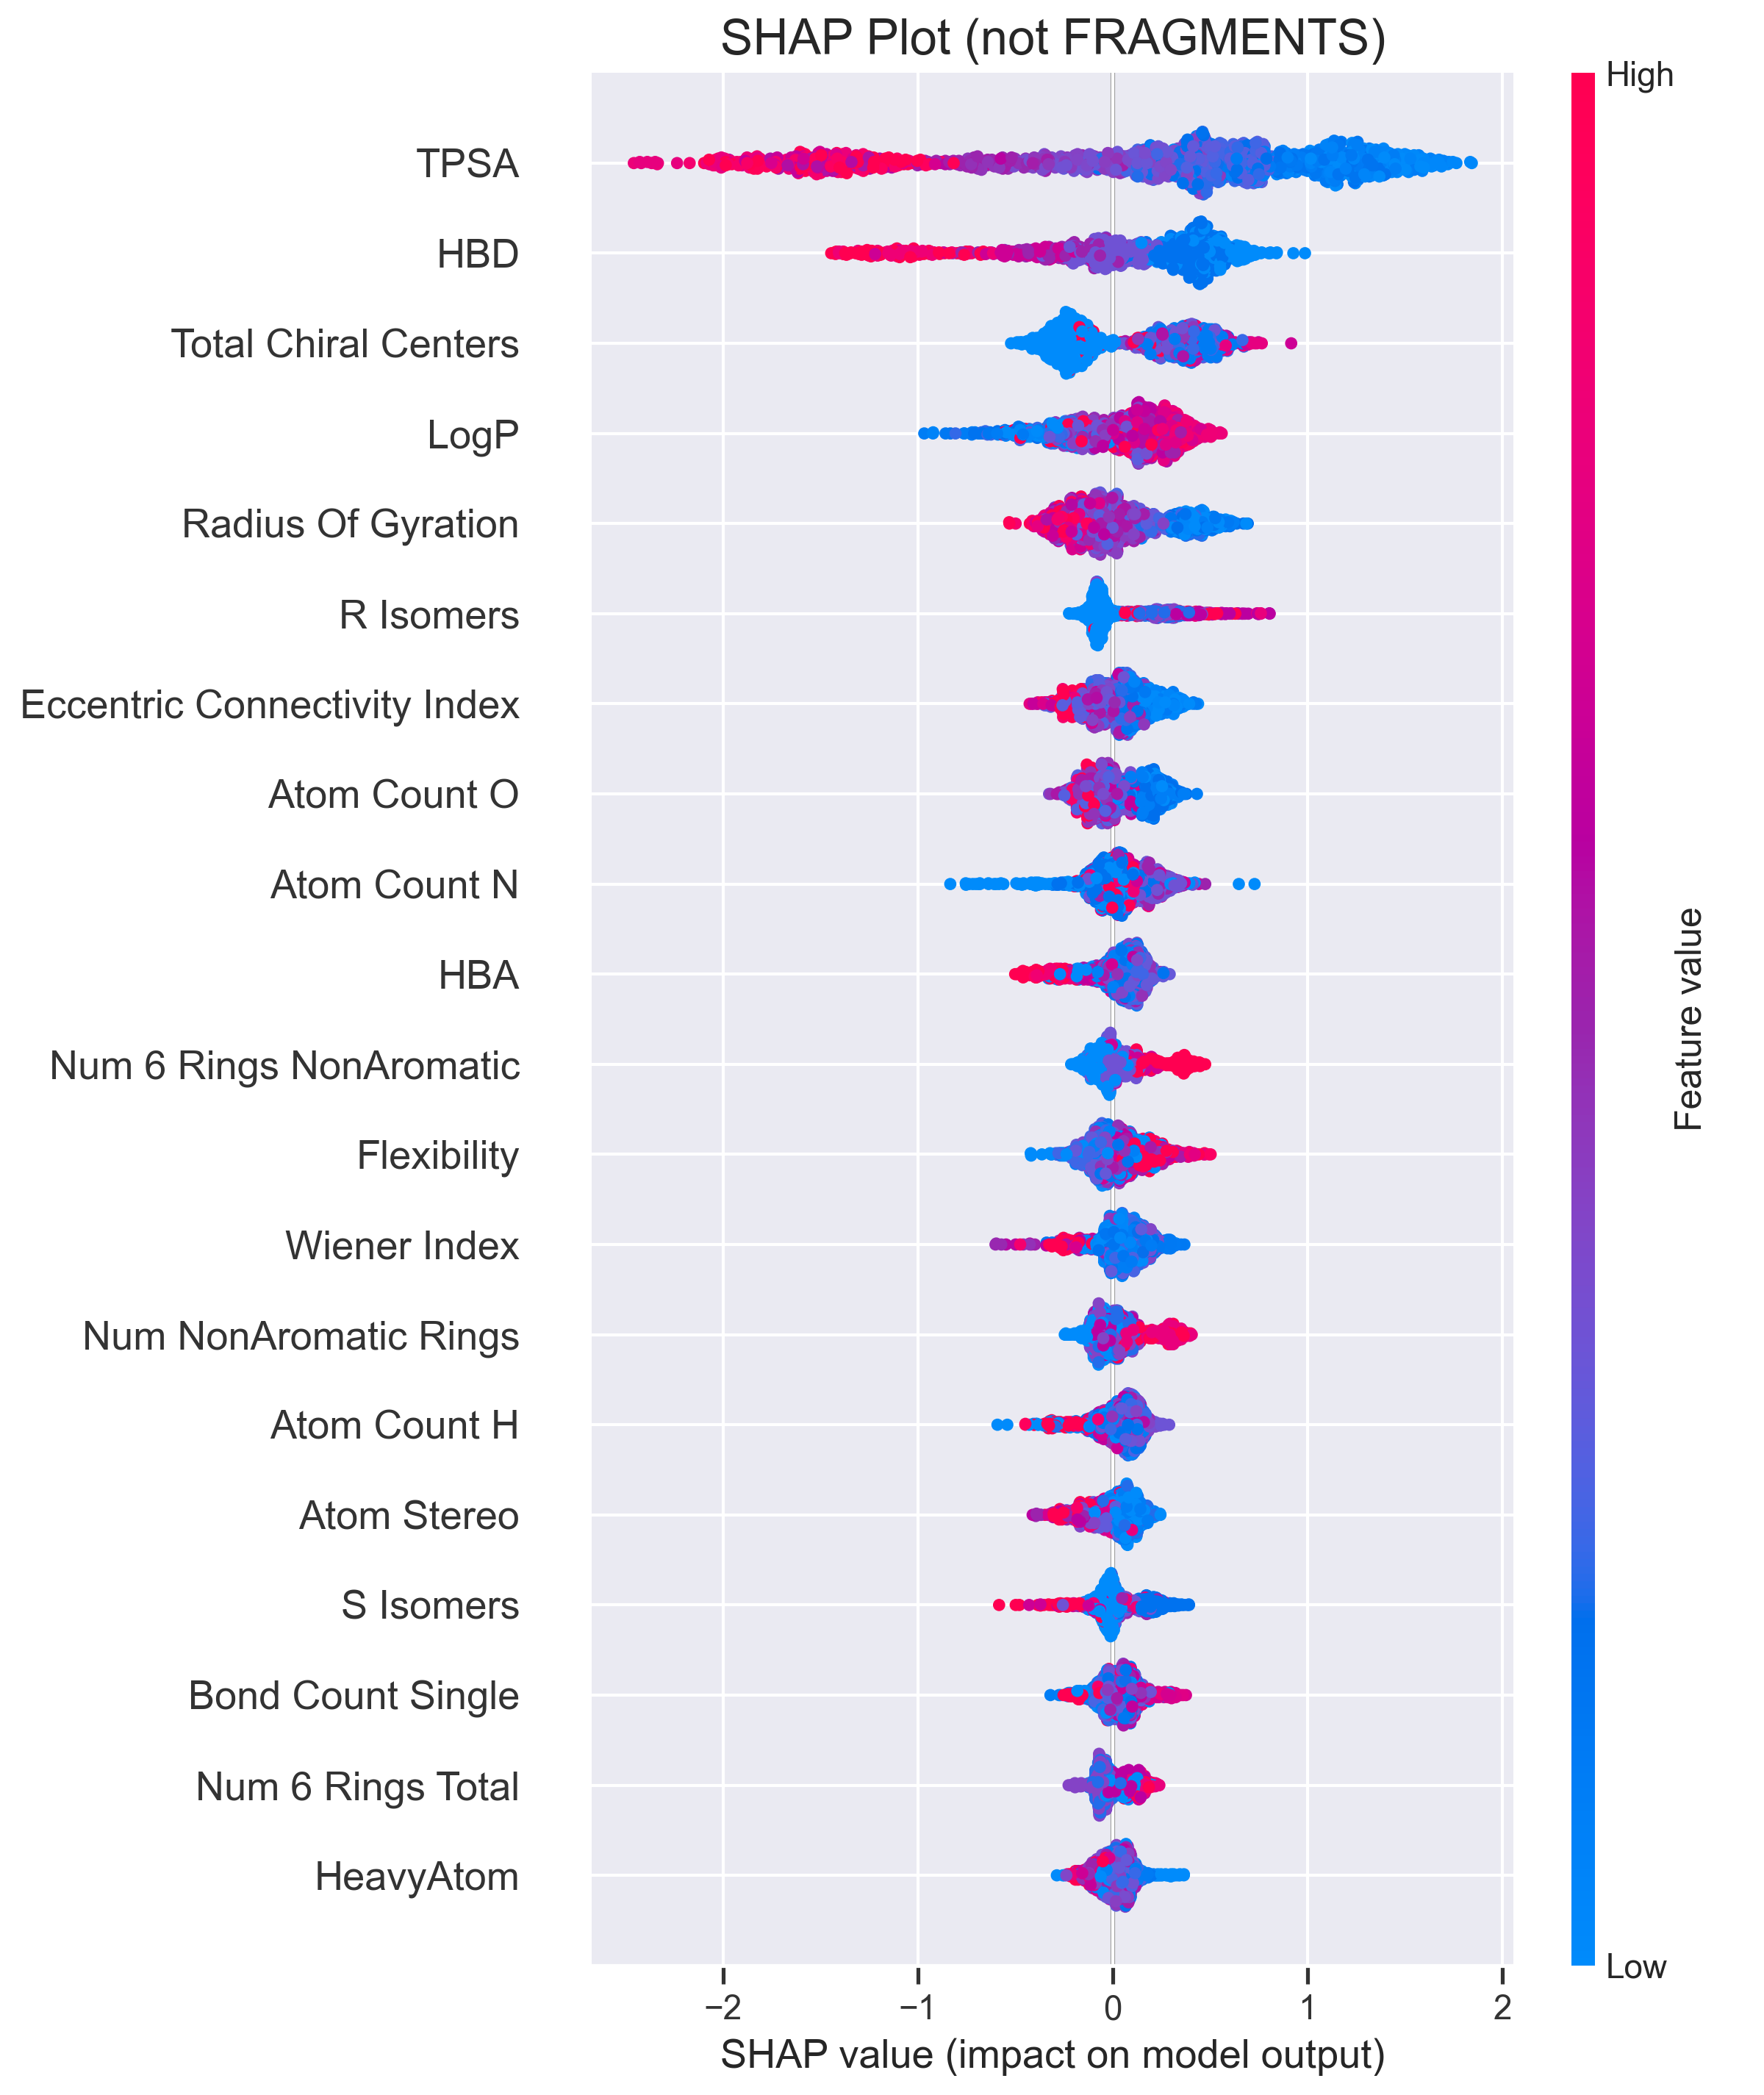 SHAP Plot (not FRAGMENTS)
High
TPSA
HBD
Total Chiral Centers
LogP
Radius Of Gyration
R Isomers
Eccentric Connectivity Index
Atom Count O
Atom Count N
HBA
Num 6 Rings NonAromatic
Flexibility
Wiener Index
Num NonAromatic Rings
Atom Count H
Atom Stereo
S Isomers
Bond Count Single
Num 6 Rings Total
HeavyAtom
Feature value
Low
−2 −1 0 1 2
SHAP value (impact on model output)